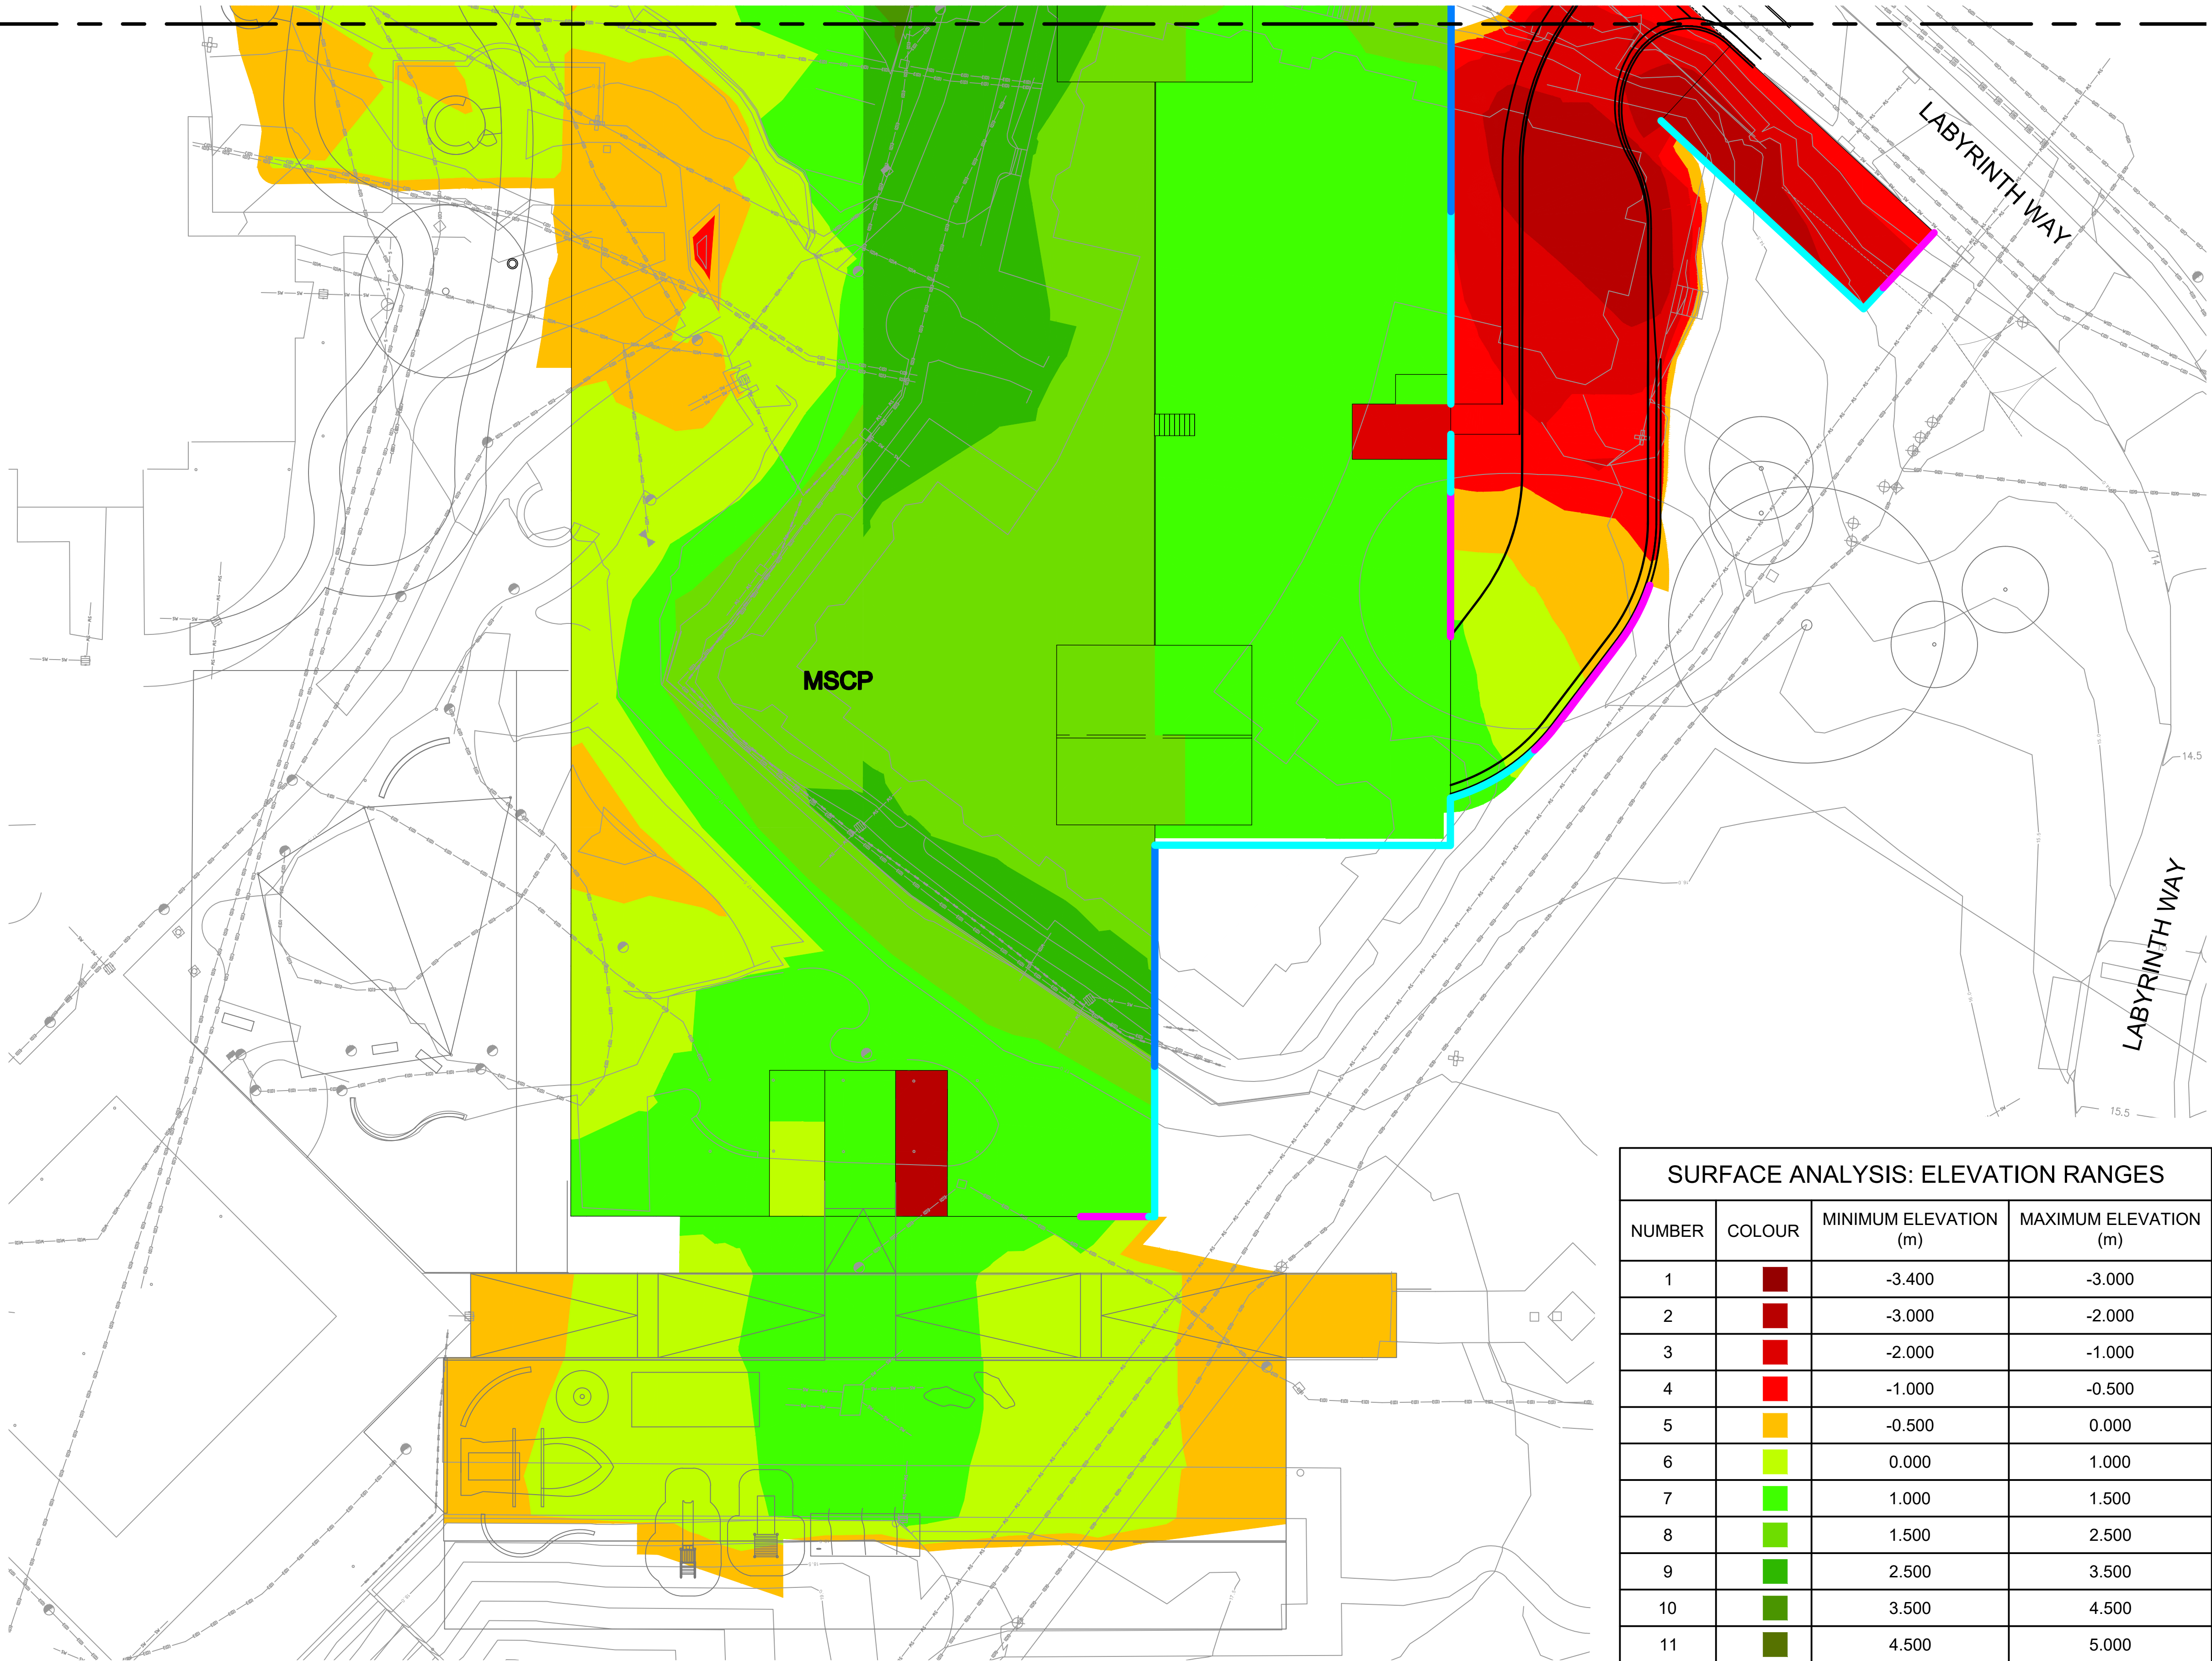 LABYRINTH WAY
MSCP
14.5
LABYRINTH WAY
15.5
SURFACE ANALYSIS: ELEVATION RANGES
NUMBER COLOUR MINIMUM ELEVATION (m) MAXIMUM ELEVATION (m)
1 -3.400 -3.000
2 -3.000 -2.000
3 -2.000 -1.000
4 -1.000 -0.500
5 -0.500 0.000
6 0.000 1.000
7 1.000 1.500
8 1.500 2.500
9 2.500 3.500
10 3.500 4.500
11 4.500 5.000